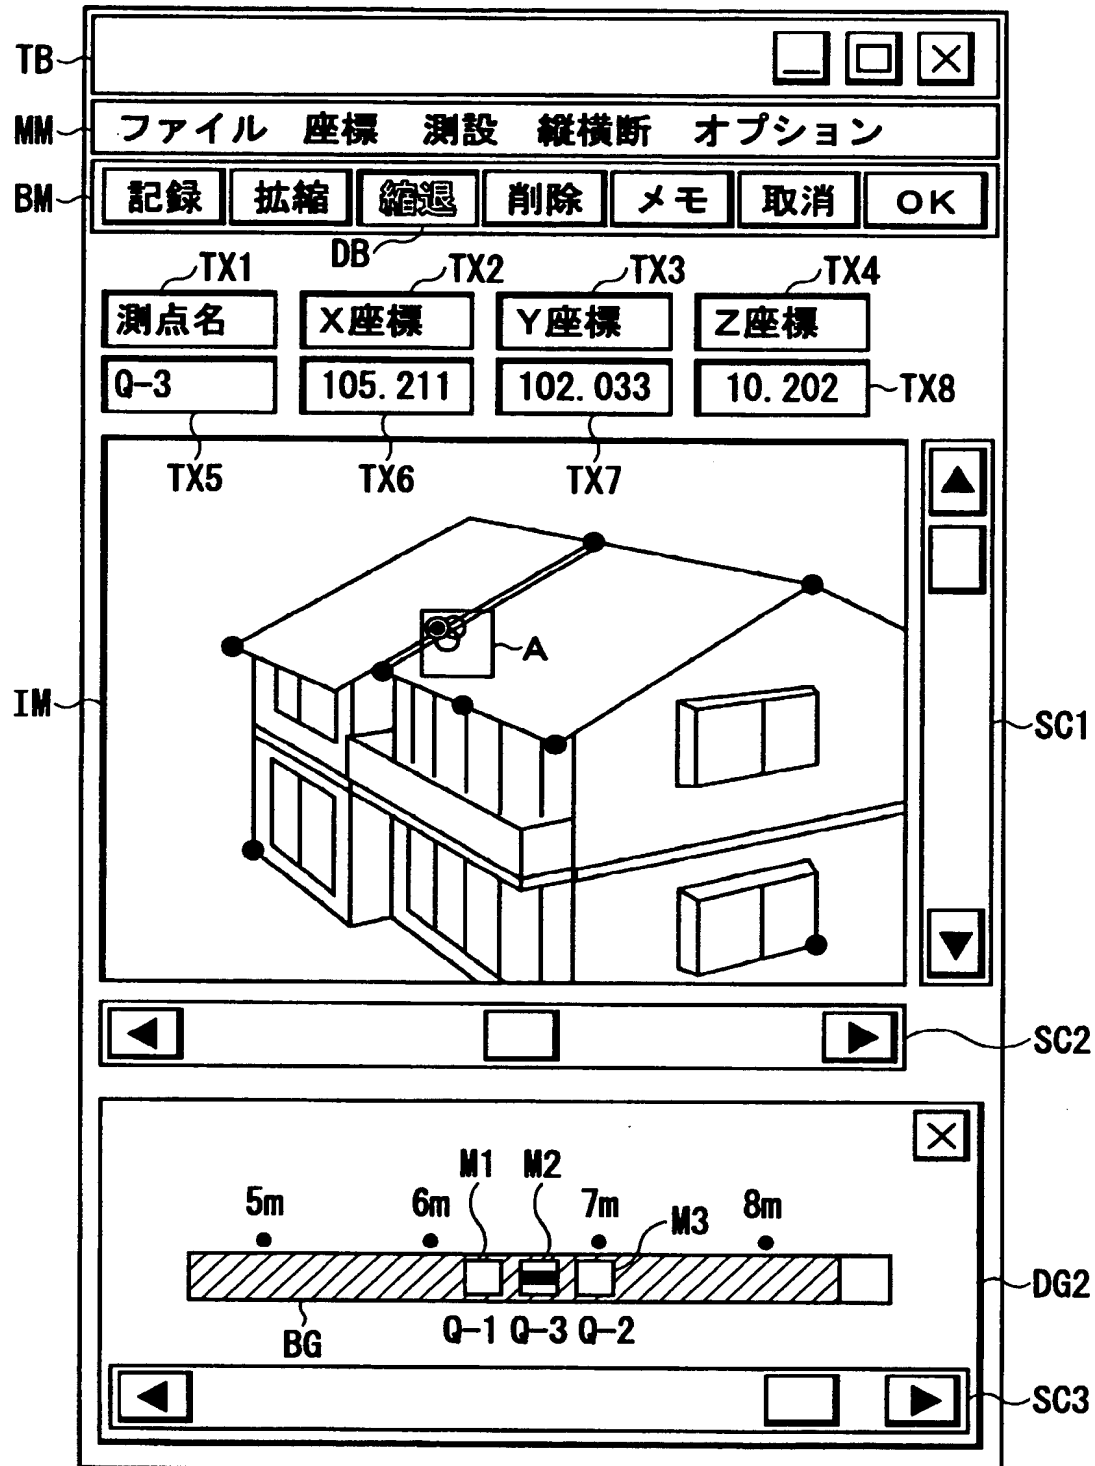 TB
MM ファイル 座標 測設 縦横断 オプション
BM 記録 拡縮 縮退 削除 メモ 取消 OK
DB
TX1 TX2 TX3 TX4
測点名 X座標 Y座標 Z座標
Q-3 105.211 102.033 10.202 TX8
TX5 TX6 TX7
A
IM SC1
SC2
M1 M2
5m 6m 7m M3 8m
DG2
BG Q-1 Q-3 Q-2
SC3